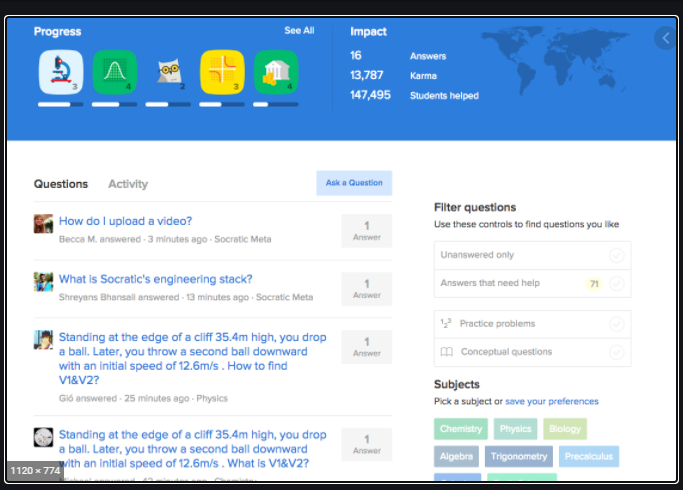 Progress
See All
3
4
2
3
4
Impact
16 Answers
13,787 Karma
147,495 Students helped
Questions
Activity
Ask a Question
How do I upload a video?
Becca M. answered · 3 minutes ago · Socratic Meta
1
Answer
What is Socratic's engineering stack?
Shreyans Bhansali answered · 13 minutes ago · Socratic Meta
1
Answer
Standing at the edge of a cliff 35.4m high, you drop
a ball. Later, you throw a second ball downward
with an initial speed of 12.6m/s . How to find
V1&V2?
Gió answered · 25 minutes ago · Physics
1
Answer
Standing at the edge of a cliff 35.4m high, you drop
a ball. Later, you throw a second ball downward
with an initial speed of 12.6m/s . What is V1&V2?
1
Answer
1120 × 774
Filter questions
Use these controls to find questions you like
Unanswered only
Answers that need help 71
1 2 3 Practice problems
Conceptual questions
Subjects
Pick a subject or save your preferences
Chemistry Physics Biology
Algebra Trigonometry Precalculus